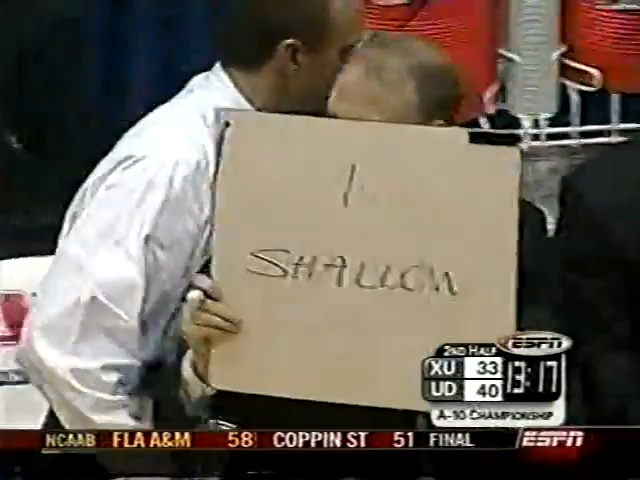 1
SHALLOW
2ND HALF ESPN
XU 33 13:17
UD 40
A-10 CHAMPIONSHIP
NCAAB FLA A&M 58 COPPIN ST 51 FINAL ESPN